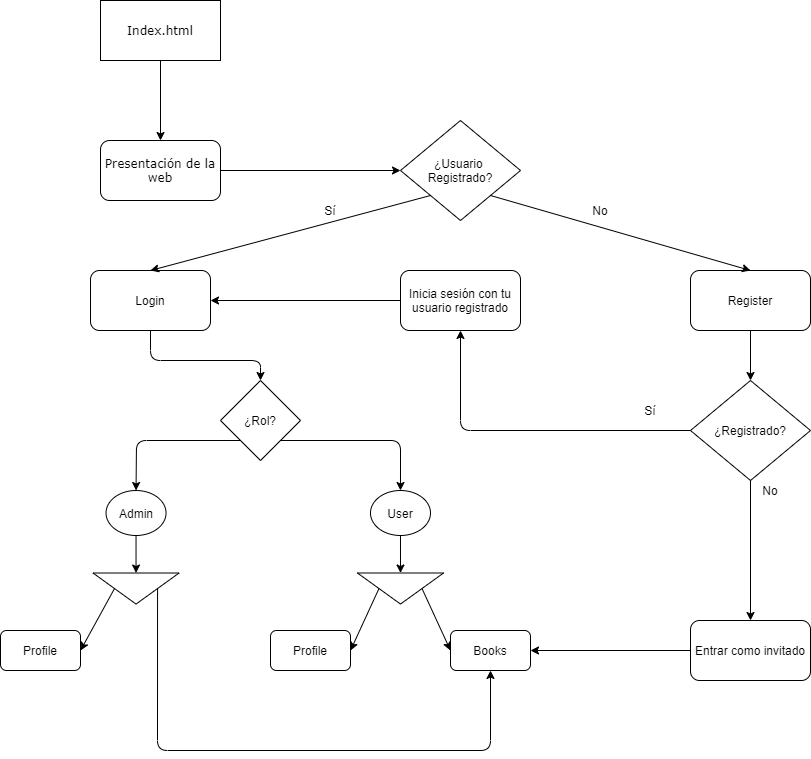 Index.html
Presentación de la
web
¿Usuario
Registrado?
Sí
No
Login
Inicia sesión con tu
usuario registrado
Register
¿Rol?
Sí
¿Registrado?
No
Admin
User
Profile
Profile
Books
Entrar como invitado